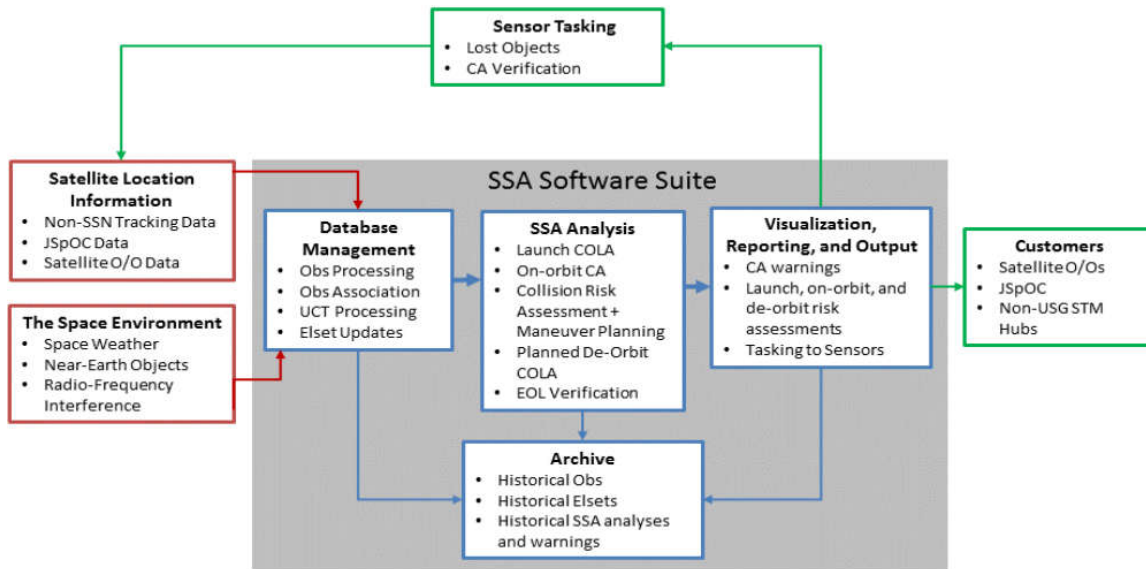 Sensor Tasking
• Lost Objects
• CA Verification
Satellite Location
Information
• Non-SSN Tracking Data
• JSpOC Data
• Satellite O/O Data
The Space Environment
• Space Weather
• Near-Earth Objects
• Radio-Frequency
Interference
SSA Software Suite
Database
Management
• Obs Processing
• Obs Association
• UCT Processing
• Elset Updates
SSA Analysis
• Launch COLA
• On-orbit CA
• Collision Risk
Assessment +
Maneuver Planning
• Planned De-Orbit
COLA
• EOL Verification
Visualization,
Reporting, and Output
• CA warnings
• Launch, on-orbit, and
de-orbit risk
assessments
• Tasking to Sensors
Customers
• Satellite O/Os
• JSpOC
• Non-USG STM
Hubs
Archive
• Historical Obs
• Historical Elsets
• Historical SSA analyses
and warnings